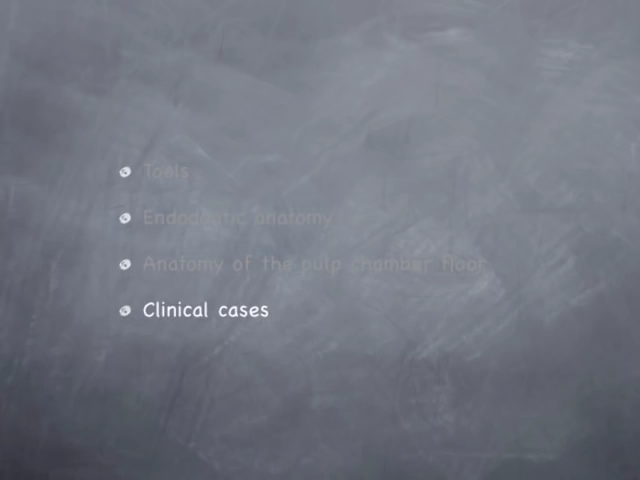 Tools
Endodontic anatomy
Anatomy of the pulp chamber floor
Clinical cases